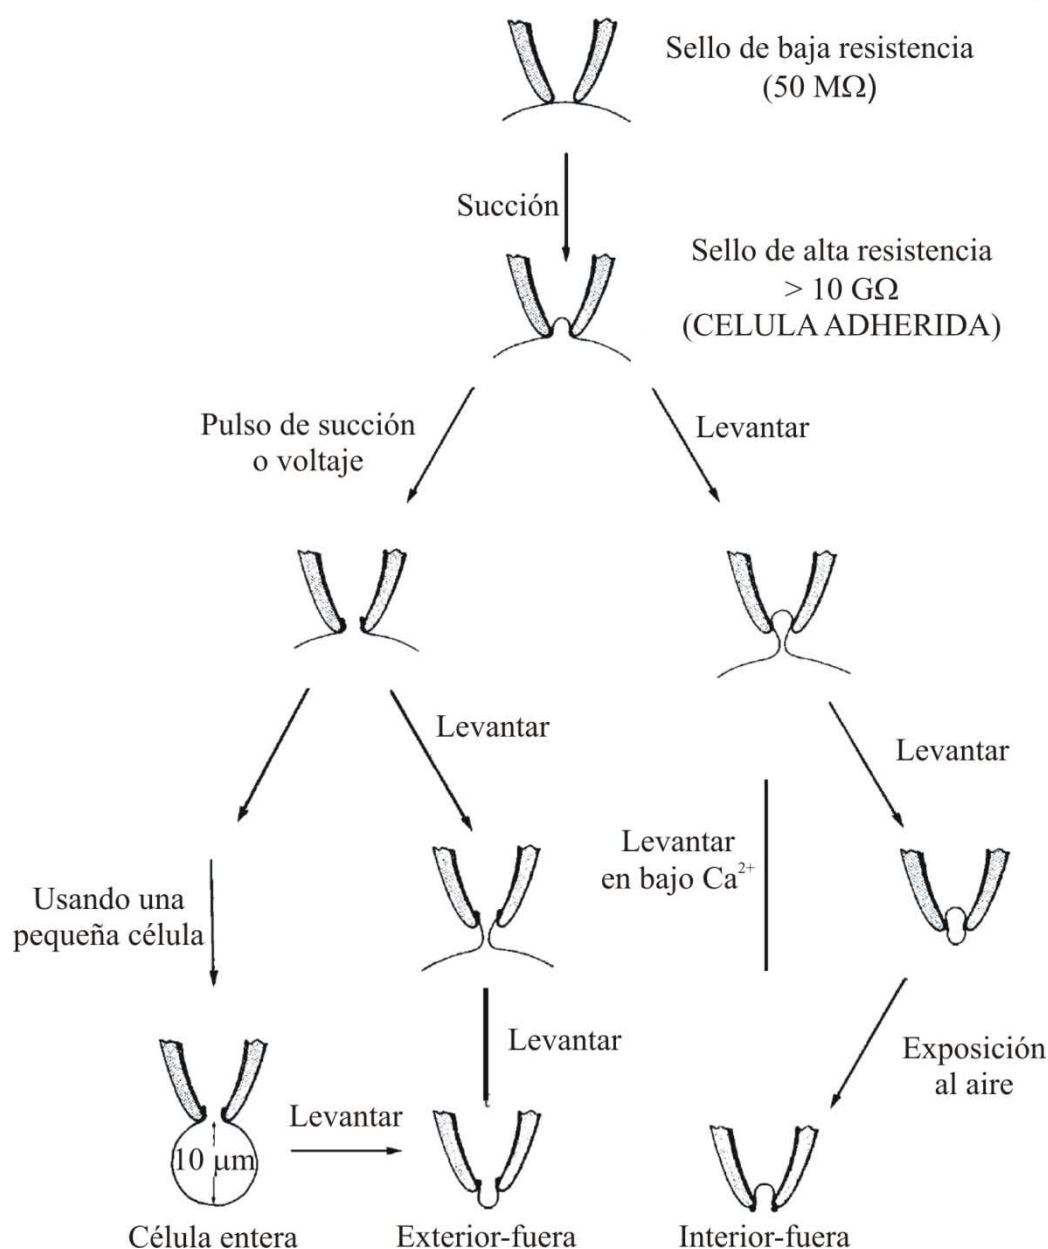 Sello de baja resistencia
(50 MΩ)
Succión
Sello de alta resistencia
> 10 GΩ
(CELULA ADHERIDA)
Pulso de succión
o voltaje
Levantar
Levantar
Levantar
Levantar
en bajo Ca²⁺
Usando una
pequeña célula
Levantar
Exposición
al aire
Levantar
10 µm
Célula entera
Exterior-fuera
Interior-fuera